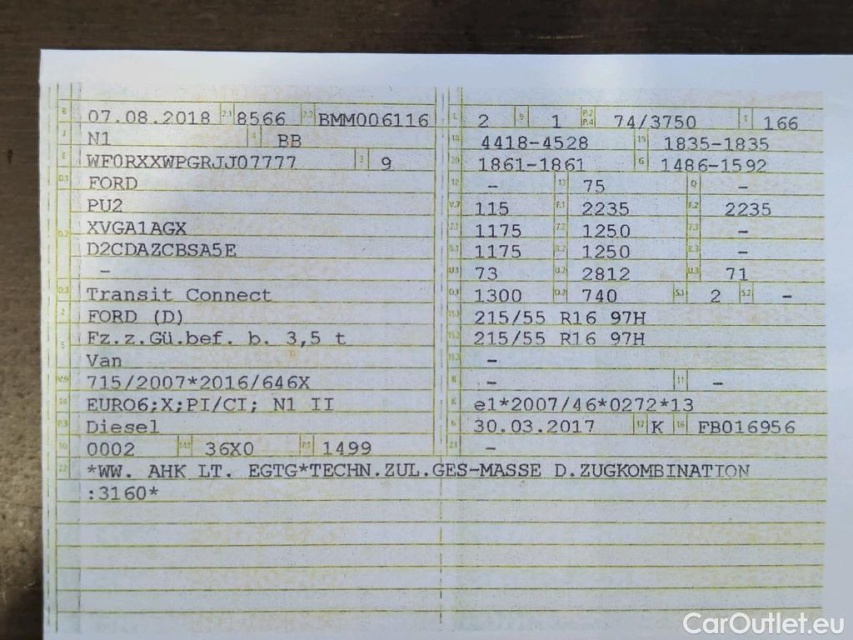 07.08.2018 8566 BMM006116
N1 BB
WF0RXXWPGRJJ07777 9
FORD
PU2
XVGA1AGX
D2CDAZCBSA5E
–
Transit Connect
FORD (D)
Fz.z.Gü.bef. b. 3,5 t
Van
715/2007*2016/646X
EURO6;X;PI/CI; N1 II
Diesel
0002 36X0 1499
2 1 74/3750 166
4418-4528 1835-1835
1861-1861 1486-1592
– 75 –
115 2235 2235
1175 1250 –
1175 1250 –
73 2812 71
1300 740 2 –
215/55 R16 97H
215/55 R16 97H
–
– –
e1*2007/46*0272*13
30.03.2017 K FB016956
–
*WW. AHK LT. EGTG*TECHN.ZUL.GES-MASSE D.ZUGKOMBINATION
:3160*
CarOutlet.eu